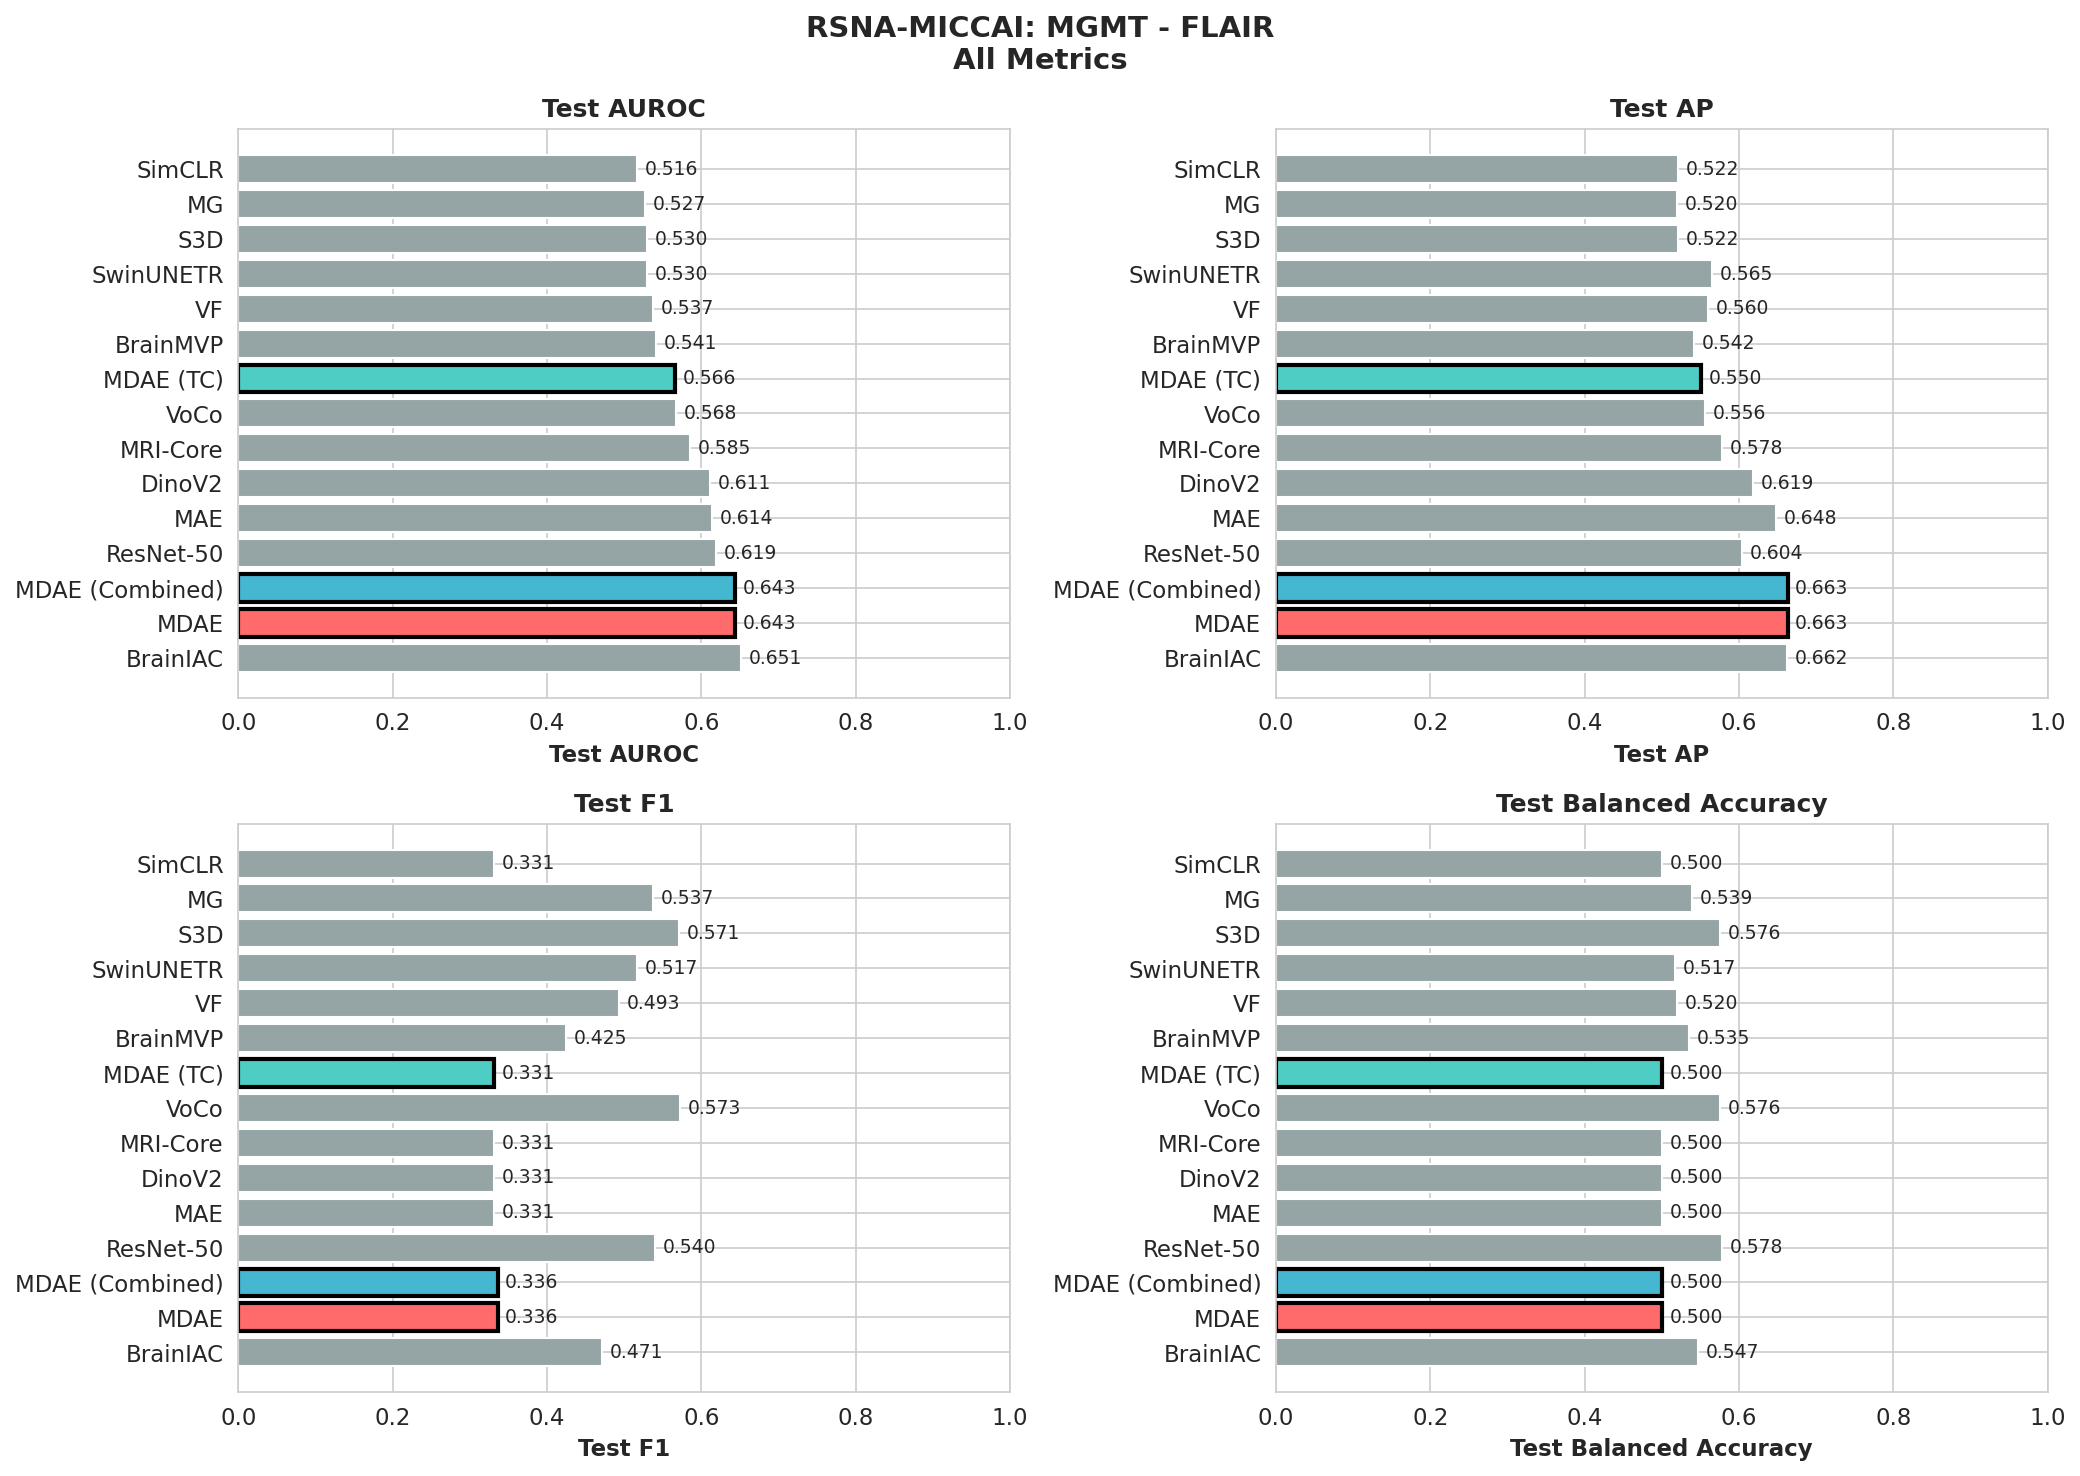 RSNA-MICCAI: MGMT - FLAIR
All Metrics
Test AUROC
SimCLR 0.516
MG 0.527
S3D 0.530
SwinUNETR 0.530
VF 0.537
BrainMVP 0.541
MDAE (TC) 0.566
VoCo 0.568
MRI-Core 0.585
DinoV2 0.611
MAE 0.614
ResNet-50 0.619
MDAE (Combined) 0.643
MDAE 0.643
BrainIAC 0.651
0.0 0.2 0.4 0.6 0.8 1.0
Test AUROC
Test AP
SimCLR 0.522
MG 0.520
S3D 0.522
SwinUNETR 0.565
VF 0.560
BrainMVP 0.542
MDAE (TC) 0.550
VoCo 0.556
MRI-Core 0.578
DinoV2 0.619
MAE 0.648
ResNet-50 0.604
MDAE (Combined) 0.663
MDAE 0.663
BrainIAC 0.662
0.0 0.2 0.4 0.6 0.8 1.0
Test AP
Test F1
SimCLR 0.331
MG 0.537
S3D 0.571
SwinUNETR 0.517
VF 0.493
BrainMVP 0.425
MDAE (TC) 0.331
VoCo 0.573
MRI-Core 0.331
DinoV2 0.331
MAE 0.331
ResNet-50 0.540
MDAE (Combined) 0.336
MDAE 0.336
BrainIAC 0.471
0.0 0.2 0.4 0.6 0.8 1.0
Test F1
Test Balanced Accuracy
SimCLR 0.500
MG 0.539
S3D 0.576
SwinUNETR 0.517
VF 0.520
BrainMVP 0.535
MDAE (TC) 0.500
VoCo 0.576
MRI-Core 0.500
DinoV2 0.500
MAE 0.500
ResNet-50 0.578
MDAE (Combined) 0.500
MDAE 0.500
BrainIAC 0.547
0.0 0.2 0.4 0.6 0.8 1.0
Test Balanced Accuracy